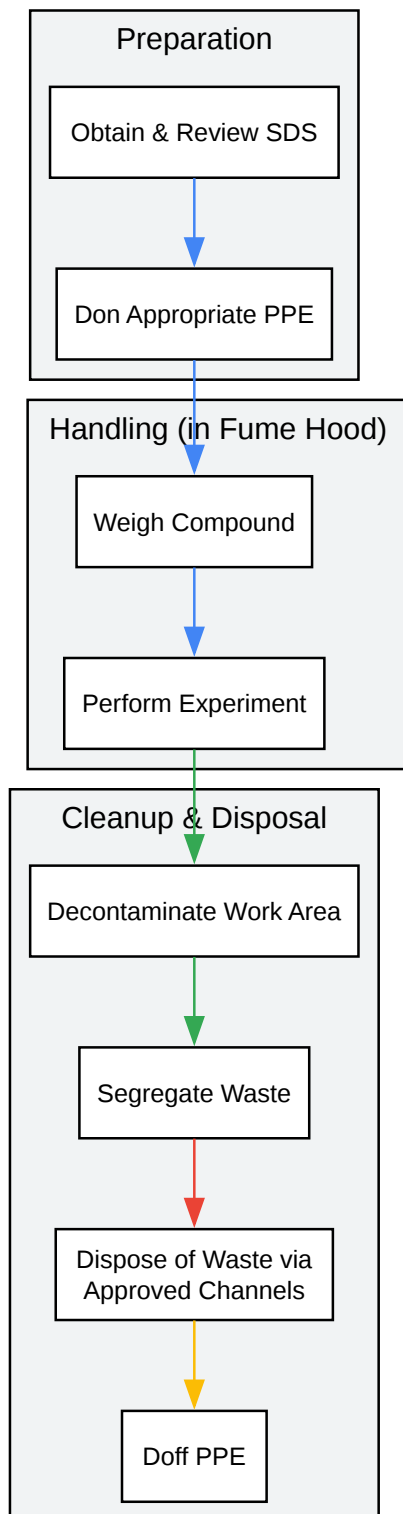 Preparation
Obtain & Review SDS
Don Appropriate PPE
Handling (in Fume Hood)
Weigh Compound
Perform Experiment
Cleanup & Disposal
Decontaminate Work Area
Segregate Waste
Dispose of Waste via
Approved Channels
Doff PPE